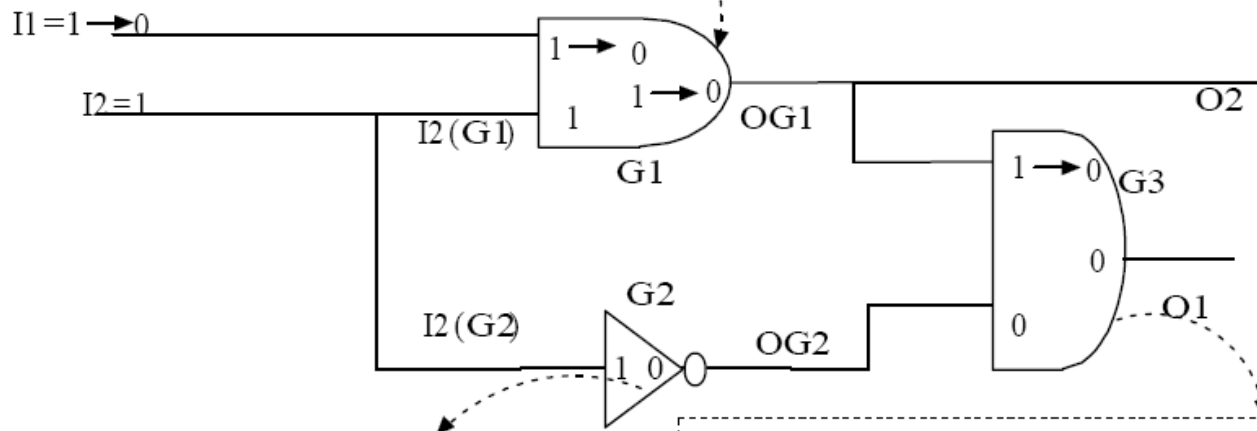 I1=1→0
1→0
1→0
I2=1
1
I2(G1)
OG1
O2
G1
1→0
G3
0
G2
O1
I2(G2)
0
OG2
1 0